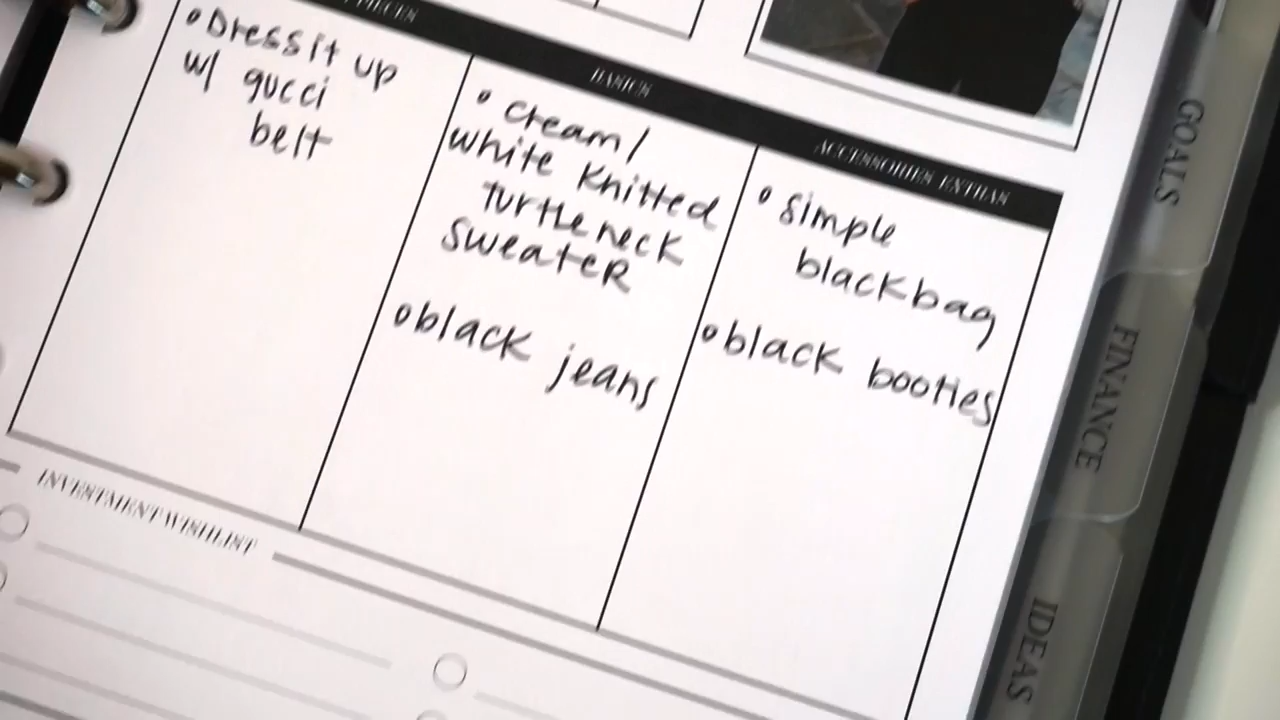 PIECES
• Dress it up
w/ gucci
belt
BASICS
• cream/
white Knitted
Turtleneck
sweater
• black jeans
ACCESSORIES EXTRAS
• simple
black bag
• black booties
INVESTMENT WISHLIST
GOALS
FINANCE
IDEAS